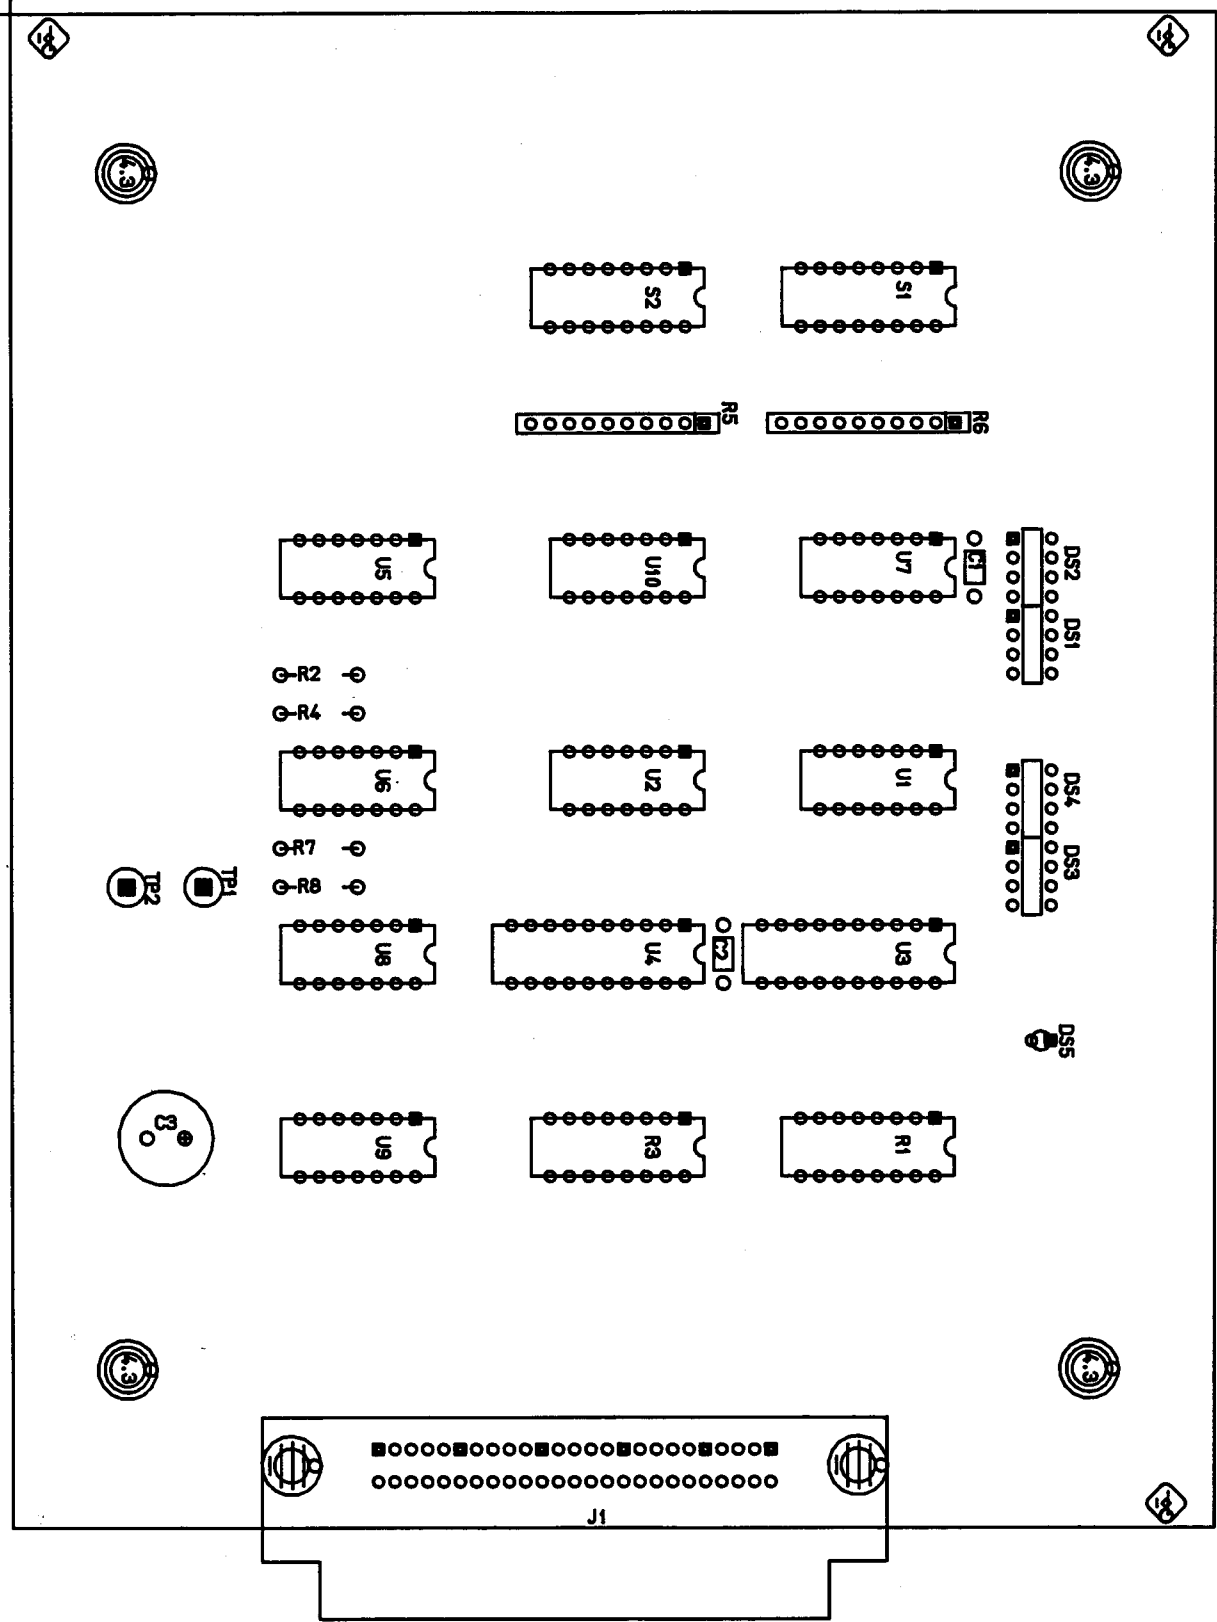 4.3
4.3
S2
S1
R5
R6
U5
U10
U7
C1
DS2
DS1
R2
R4
U6
U2
U1
DS4
R7
DS3
R8
TP2
TP1
U8
U4
C2
U3
DS5
C3
U9
R3
R1
4.3
4.3
J1